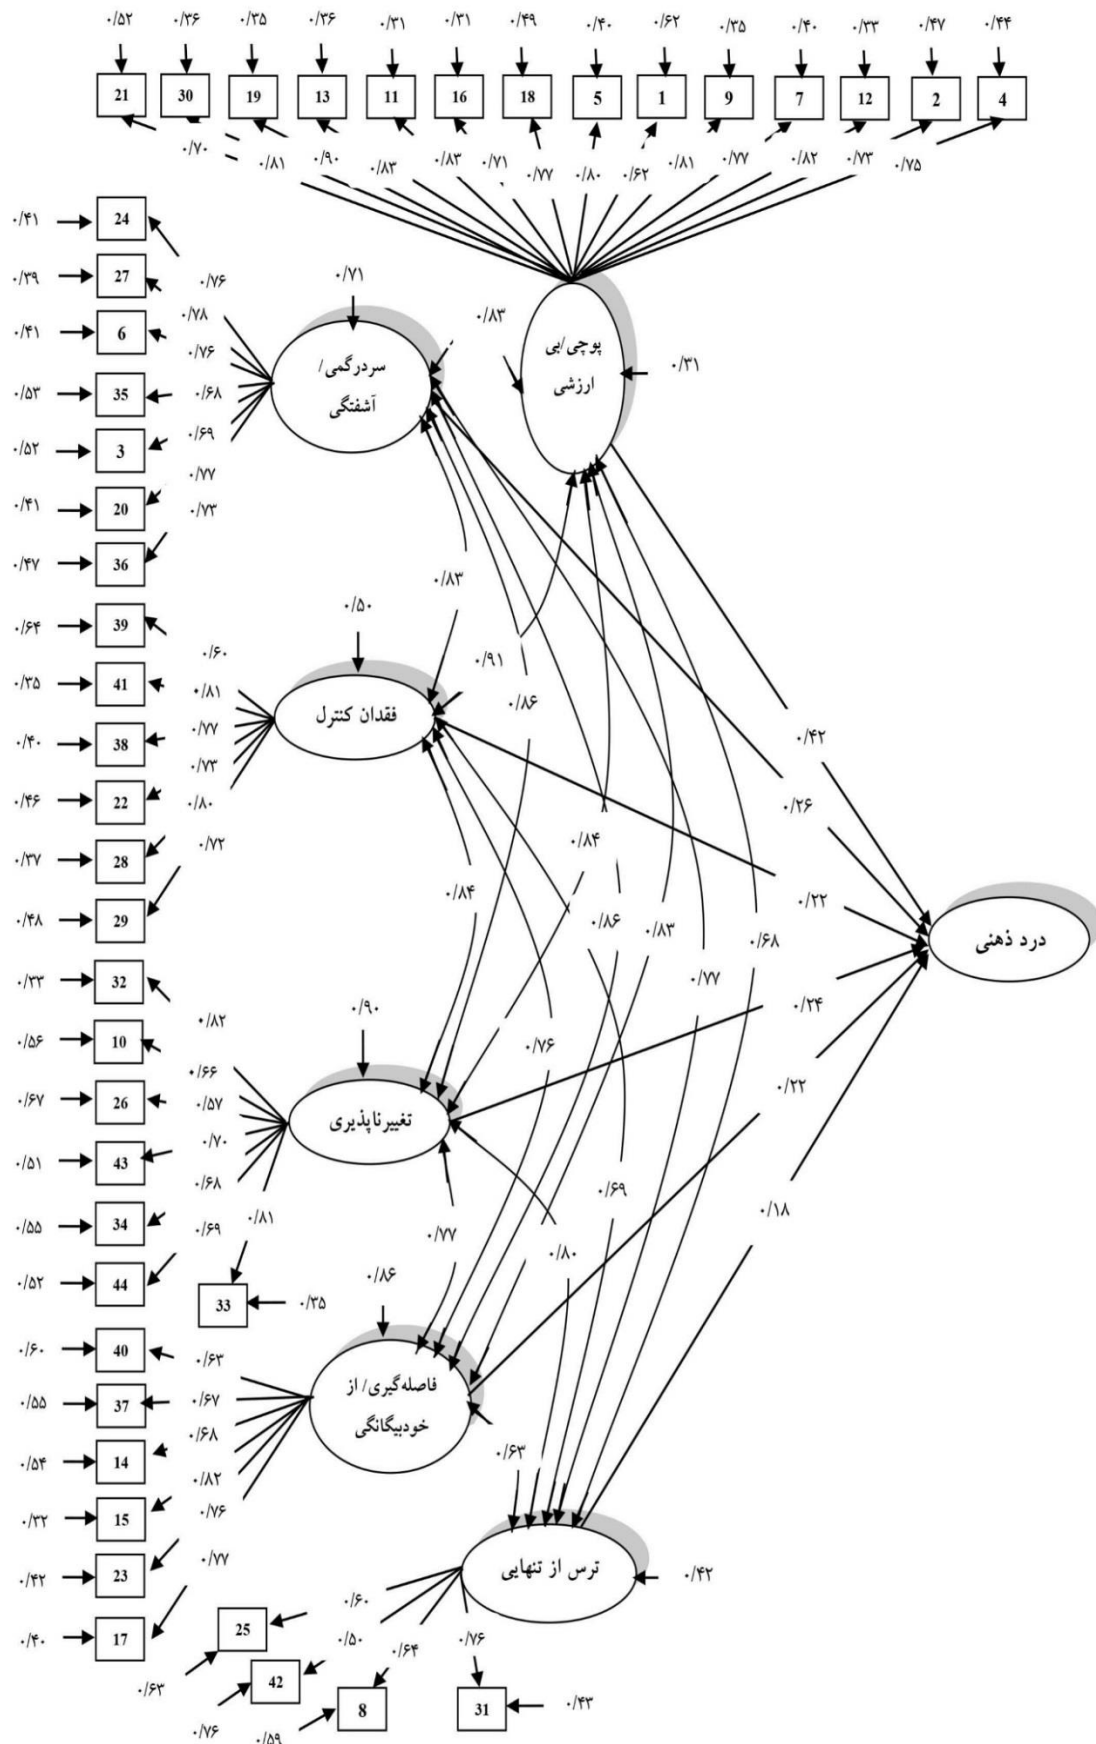 ۰/۵۲ ۰/۳۶ ۰/۳۵ ۰/۳۶ ۰/۳۱ ۰/۳۱ ۰/۴۹ ۰/۴۰ ۰/۶۲ ۰/۳۵ ۰/۴۰ ۰/۳۳ ۰/۴۷ ۰/۴۴
21 30 19 13 11 16 18 5 1 9 7 12 2 4
۰/۷۰ ۰/۸۱ ۰/۹۰ ۰/۸۳ ۰/۸۳ ۰/۷۱ ۰/۷۷ ۰/۸۰ ۰/۶۲ ۰/۸۱ ۰/۷۷ ۰/۸۲ ۰/۷۳ ۰/۷۵
۰/۴۱ 24 ۰/۷۶
۰/۳۹ 27 ۰/۷۸
۰/۴۱ 6 ۰/۷۶
۰/۵۳ 35 ۰/۶۸
۰/۵۲ 3 ۰/۶۹
۰/۴۱ 20 ۰/۷۷
۰/۴۷ 36 ۰/۷۳
۰/۷۱
سردرگمی/
آشفتگی
۰/۸۳
پوچی/بی
ارزشی
۰/۳۱
۰/۸۳
۰/۶۴ 39 ۰/۶۰
۰/۳۵ 41 ۰/۸۱
۰/۴۰ 38 ۰/۷۷
۰/۴۶ 22 ۰/۷۳
۰/۳۷ 28 ۰/۸۰
۰/۴۸ 29 ۰/۷۲
۰/۵۰
فقدان کنترل
۰/۹۱
۰/۸۶
۰/۴۲
۰/۲۶
۰/۸۴
۰/۸۴
۰/۲۲
۰/۸۶
۰/۸۳
۰/۶۸
درد ذهنی
۰/۷۷
۰/۲۴
۰/۳۳ 32 ۰/۸۲
۰/۵۶ 10 ۰/۶۶
۰/۶۷ 26 ۰/۵۷
۰/۵۱ 43 ۰/۷۰
۰/۵۵ 34 ۰/۶۸
۰/۵۲ 44 ۰/۶۹
۰/۸۱
33 ۰/۳۵
۰/۹۰
تغییرناپذیری
۰/۷۶
۰/۲۲
۰/۶۹
۰/۱۸
۰/۷۷
۰/۸۰
۰/۶۰ 40 ۰/۶۳
۰/۵۵ 37 ۰/۶۷
۰/۵۴ 14 ۰/۶۸
۰/۳۲ 15 ۰/۸۲
۰/۴۲ 23 ۰/۷۶
۰/۴۰ 17 ۰/۷۷
۰/۸۶
فاصله‌گیری/ از
خودبیگانگی
۰/۶۳
ترس از تنهایی
۰/۴۲
۰/۶۰ ۰/۵۰ ۰/۶۴ ۰/۷۶
25 42 8 31
۰/۶۳ ۰/۷۶ ۰/۵۹ ۰/۴۳